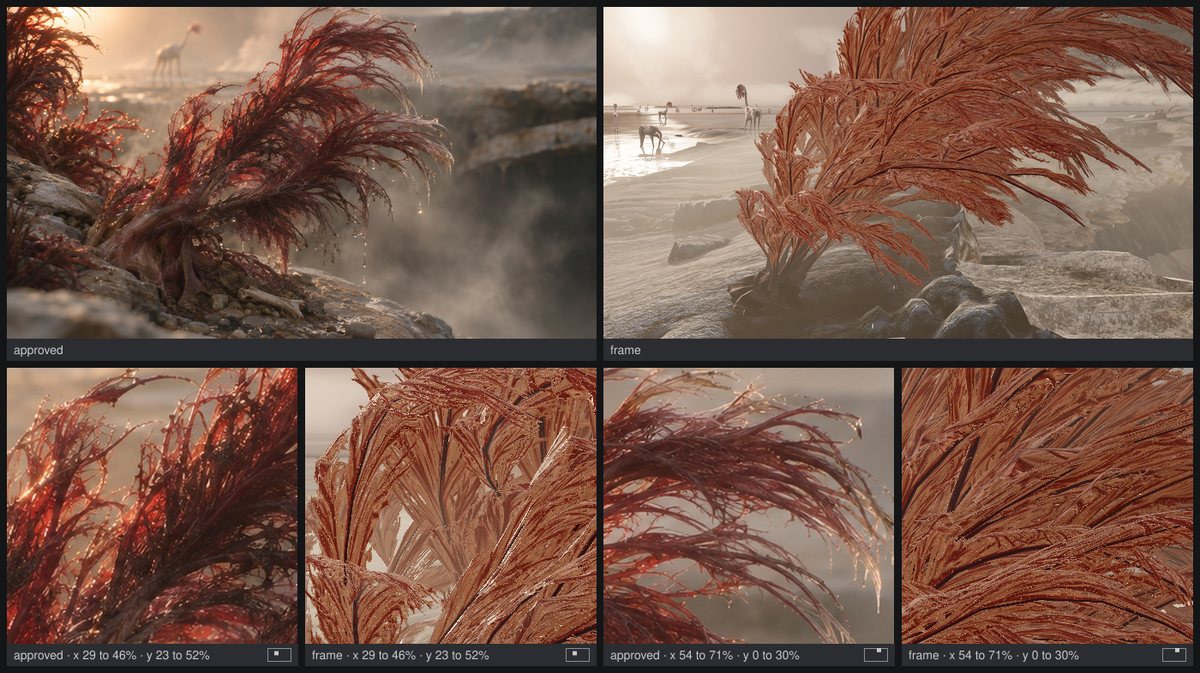 approved
frame
approved · x 29 to 46% · y 23 to 52%
frame · x 29 to 46% · y 23 to 52%
approved · x 54 to 71% · y 0 to 30%
frame · x 54 to 71% · y 0 to 30%